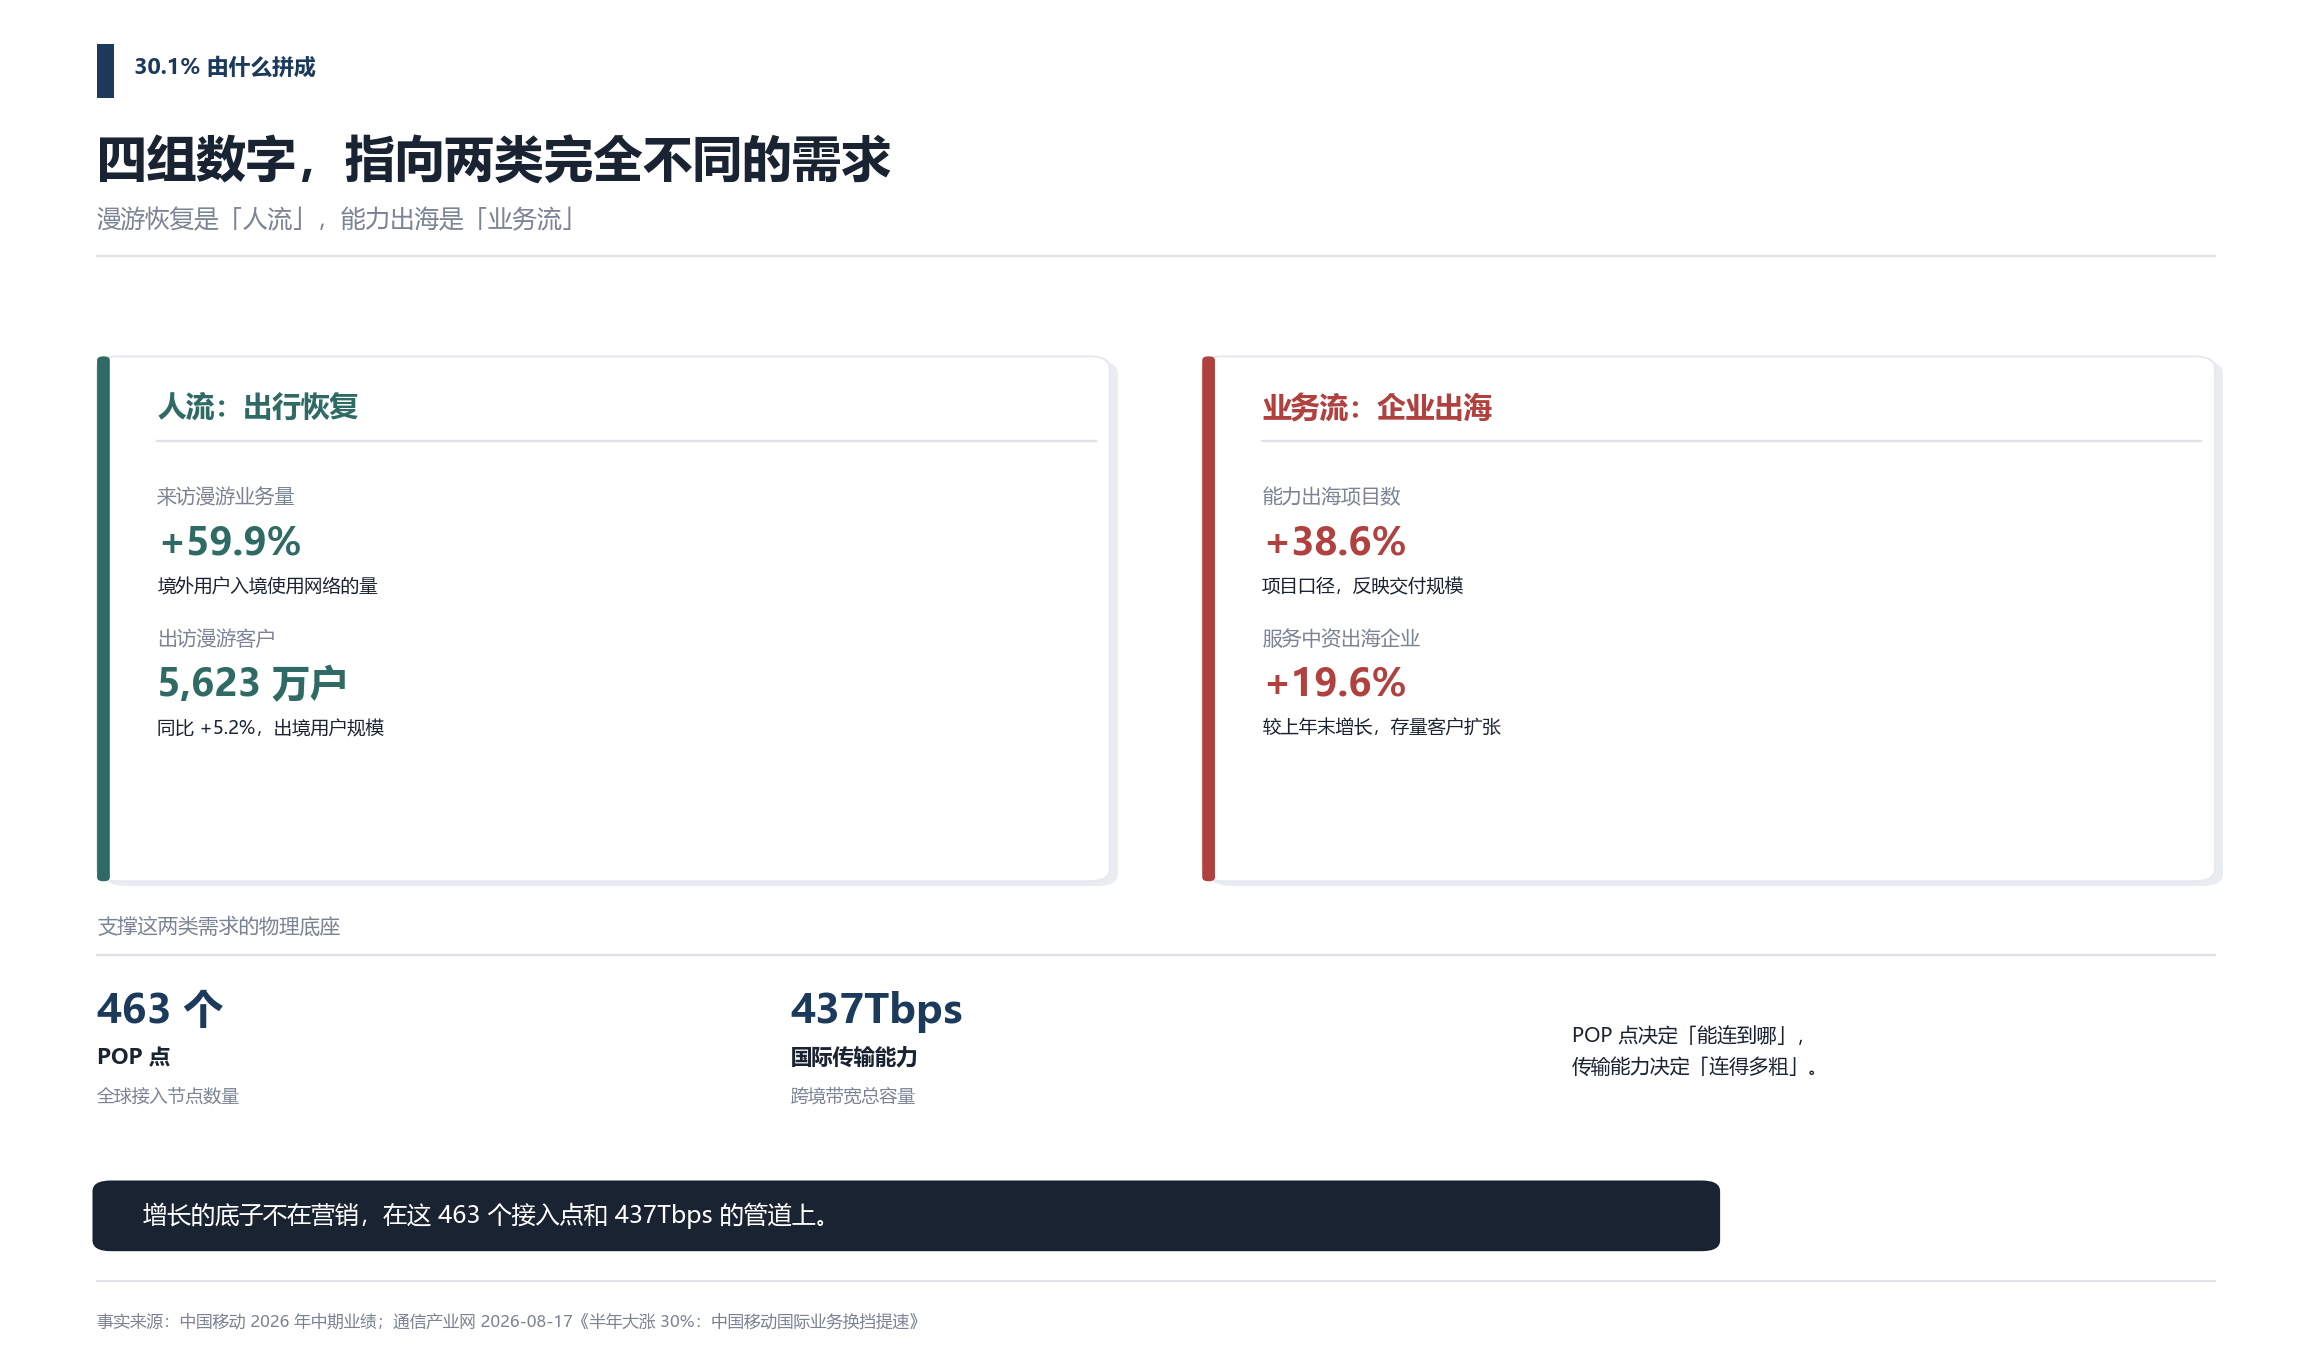 30.1% 由什么拼成
四组数字，指向两类完全不同的需求
漫游恢复是「人流」，能力出海是「业务流」
人流：出行恢复
来访漫游业务量
+59.9%
境外用户入境使用网络的量
出访漫游客户
5,623 万户
同比 +5.2%，出境用户规模
业务流：企业出海
能力出海项目数
+38.6%
项目口径，反映交付规模
服务中资出海企业
+19.6%
较上年末增长，存量客户扩张
支撑这两类需求的物理底座
463 个
POP 点
全球接入节点数量
437Tbps
国际传输能力
跨境带宽总容量
POP 点决定「能连到哪」，
传输能力决定「连得多粗」。
增长的底子不在营销，在这 463 个接入点和 437Tbps 的管道上。
事实来源：中国移动 2026 年中期业绩；通信产业网 2026-08-17《半年大涨 30%：中国移动国际业务换挡提速》